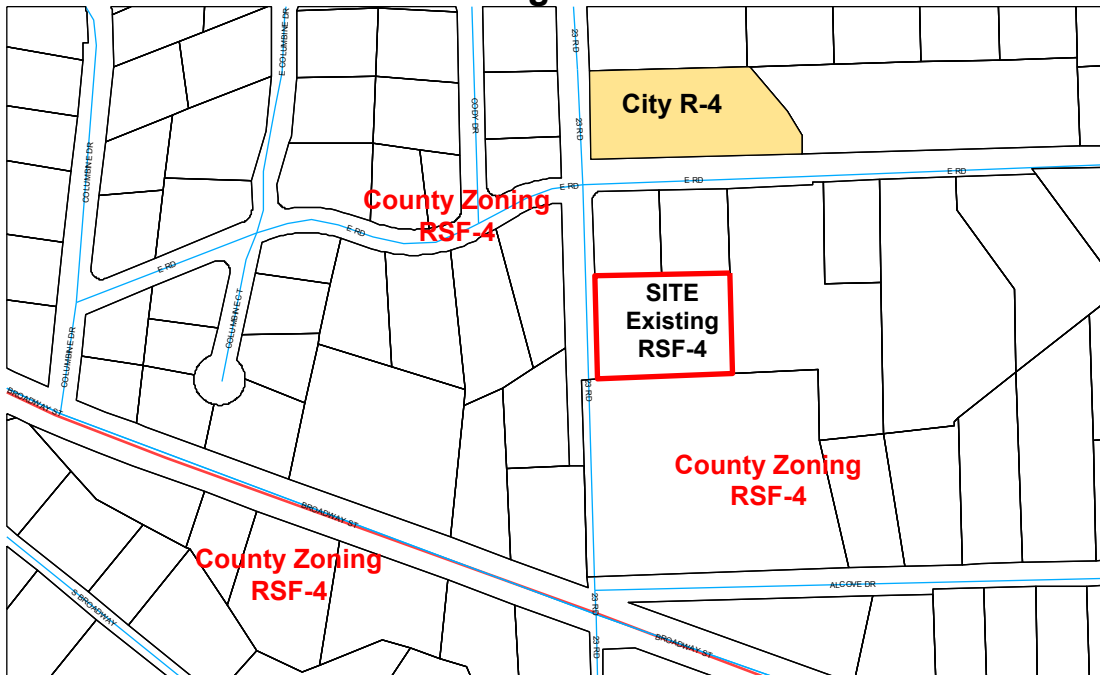 E COLUMBINE DR
23 RD
CODY DR
23 RD
City R-4
COLUMBINE DR
E RD
E RD
E RD
County Zoning
RSF-4
E RD
E RD
SITE
Existing
RSF-4
COLUMBINE CT
COLUMBINE DR
23 RD
BROADWAY ST
County Zoning
RSF-4
BROADWAY ST
County Zoning
RSF-4
ALCOVE DR
S BROADWAY
23 RD
23 RD
BROADWAY ST